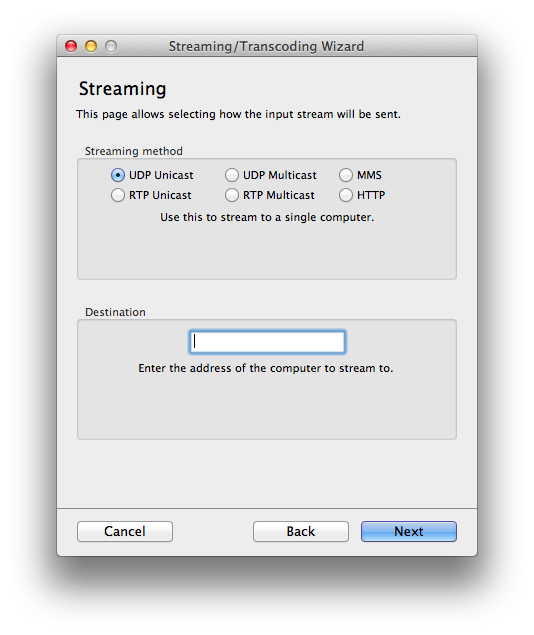 Streaming/Transcoding Wizard
Streaming
This page allows selecting how the input stream will be sent.
Streaming method
UDP Unicast UDP Multicast MMS
RTP Unicast RTP Multicast HTTP
Use this to stream to a single computer.
Destination
Enter the address of the computer to stream to.
Cancel Back Next